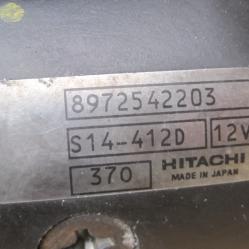 8972542203
S14-412D 12V
370 HITACHI
MADE IN JAPAN